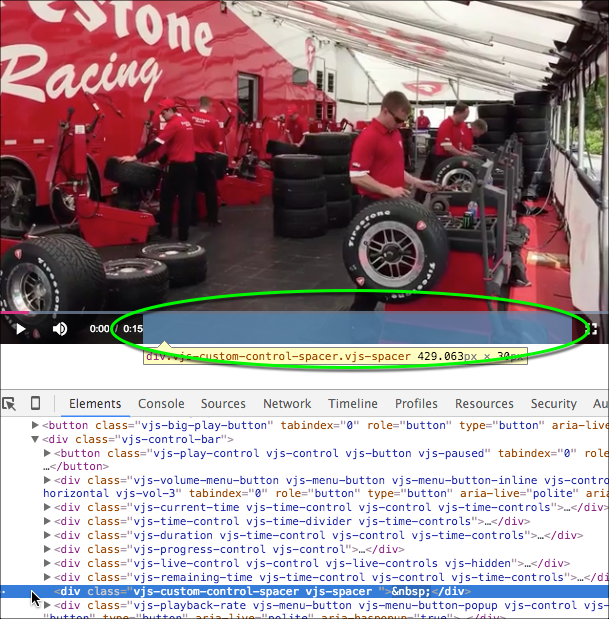 restone
Racing
Firestone
Firestone
0:00 / 0:15
div.vjs-custom-control-spacer.vjs-spacer 429.063px × 30px
Elements Console Sources Network Timeline Profiles Resources Security Au
▶<button class="vjs-big-play-button" tabindex="0" role="button" type="button" aria-live
▼<div class="vjs-control-bar">
▶<button class="vjs-play-control vjs-control vjs-button vjs-paused" tabindex="0" role
…</button>
▶<div class="vjs-volume-menu-button vjs-menu-button vjs-menu-button-inline vjs-contro
horizontal vjs-vol-3" tabindex="0" role="button" type="button" aria-live="polite" aria
▶<div class="vjs-current-time vjs-time-control vjs-control vjs-time-controls">…</div>
▶<div class="vjs-time-control vjs-time-divider vjs-time-controls">…</div>
▶<div class="vjs-duration vjs-time-control vjs-control vjs-time-controls">…</div>
▶<div class="vjs-progress-control vjs-control">…</div>
▶<div class="vjs-live-controls vjs-control vjs-live-controls vjs-hidden">…</div>
▶<div class="vjs-remaining-time vjs-time-control vjs-control vjs-time-controls">…</di
<div class="vjs-custom-control-spacer vjs-spacer ">&nbsp;</div>
▶<div class="vjs-playback-rate vjs-menu-button vjs-menu-button-popup vjs-control vjs-
"button" type="button" aria-live="polite" aria-haspopup="true">…</div>